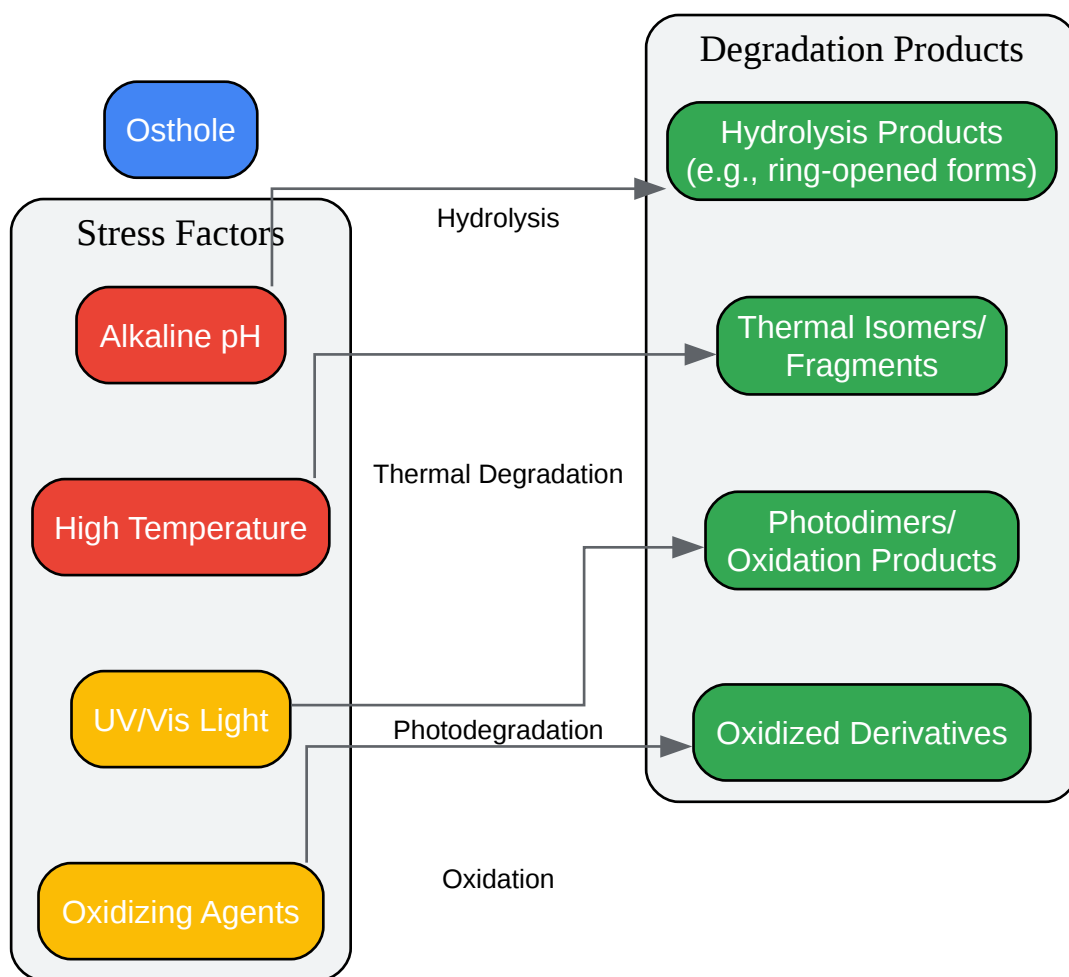 Osthole
Stress Factors
Alkaline pH
High Temperature
UV/Vis Light
Oxidizing Agents
Hydrolysis
Thermal Degradation
Photodegradation
Oxidation
Degradation Products
Hydrolysis Products
(e.g., ring-opened forms)
Thermal Isomers/
Fragments
Photodimers/
Oxidation Products
Oxidized Derivatives